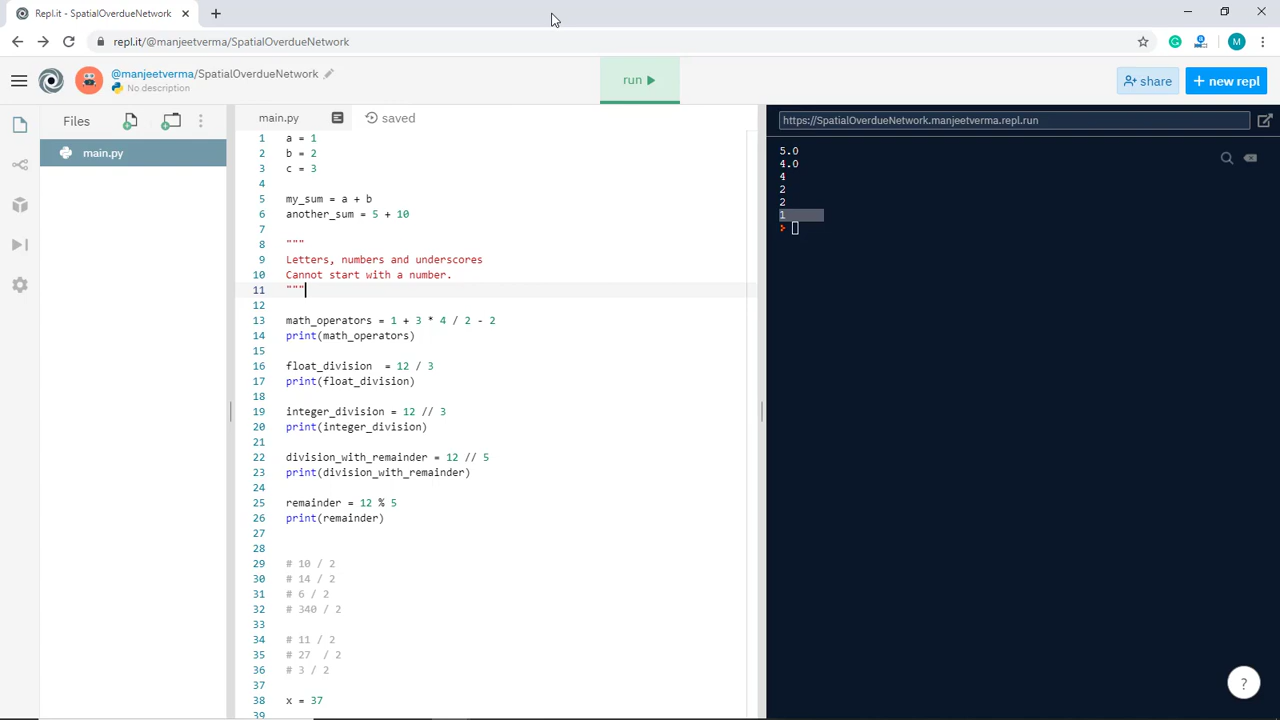 Repl.it - SpatialOverdueNetwork
repl.it/@manjeetverma/SpatialOverdueNetwork
M
@manjeetverma/SpatialOverdueNetwork
No description
run
share
+ new repl
Files
main.py
main.py
saved
1 a = 1
2 b = 2
3 c = 3
4
5 my_sum = a + b
6 another_sum = 5 + 10
7
8 """
9 Letters, numbers and underscores
10 Cannot start with a number.
11 """
12
13 math_operators = 1 + 3 * 4 / 2 - 2
14 print(math_operators)
15
16 float_division  = 12 / 3
17 print(float_division)
18
19 integer_division = 12 // 3
20 print(integer_division)
21
22 division_with_remainder = 12 // 5
23 print(division_with_remainder)
24
25 remainder = 12 % 5
26 print(remainder)
27
28
29 # 10 / 2
30 # 14 / 2
31 # 6 / 2
32 # 340 / 2
33
34 # 11 / 2
35 # 27  / 2
36 # 3 / 2
37
38 x = 37
39
https://SpatialOverdueNetwork.manjeetverma.repl.run
5.0
4.0
4
2
2
1
?